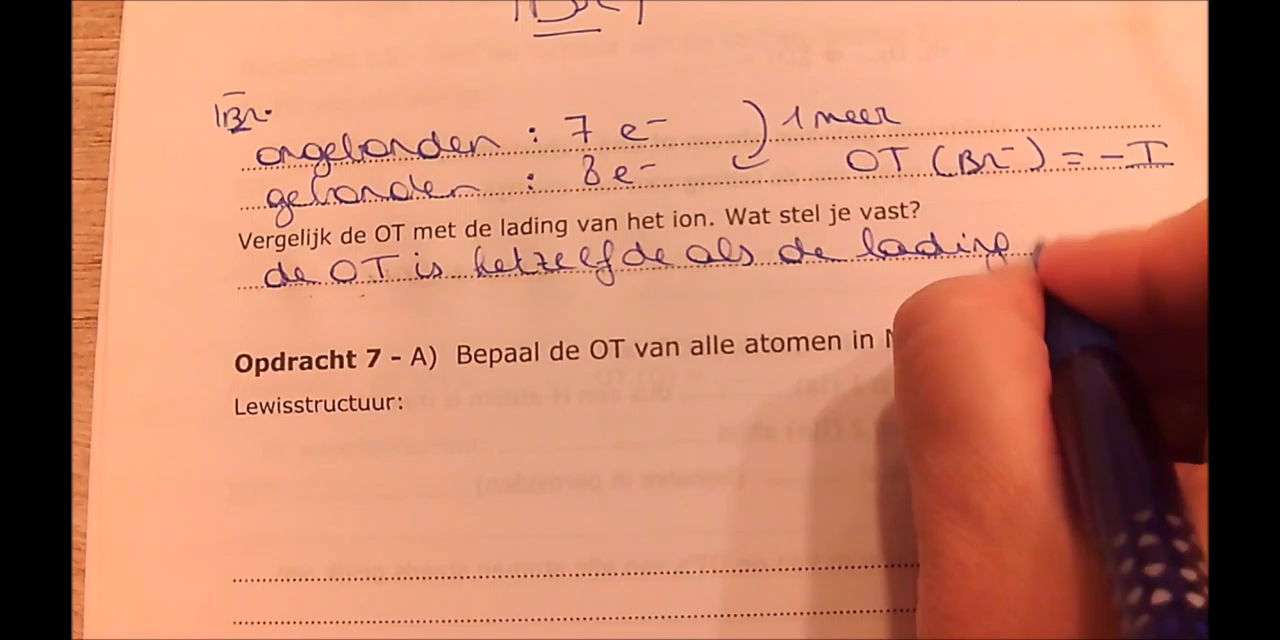 ongebonden : 7 e⁻ 1 meer
gebonden : 8 e⁻ OT (Br⁻) = -I
Vergelijk de OT met de lading van het ion. Wat stel je vast?
de OT is hetzelfde als de lading
Opdracht 7 - A) Bepaal de OT van alle atomen in
Lewisstructuur: